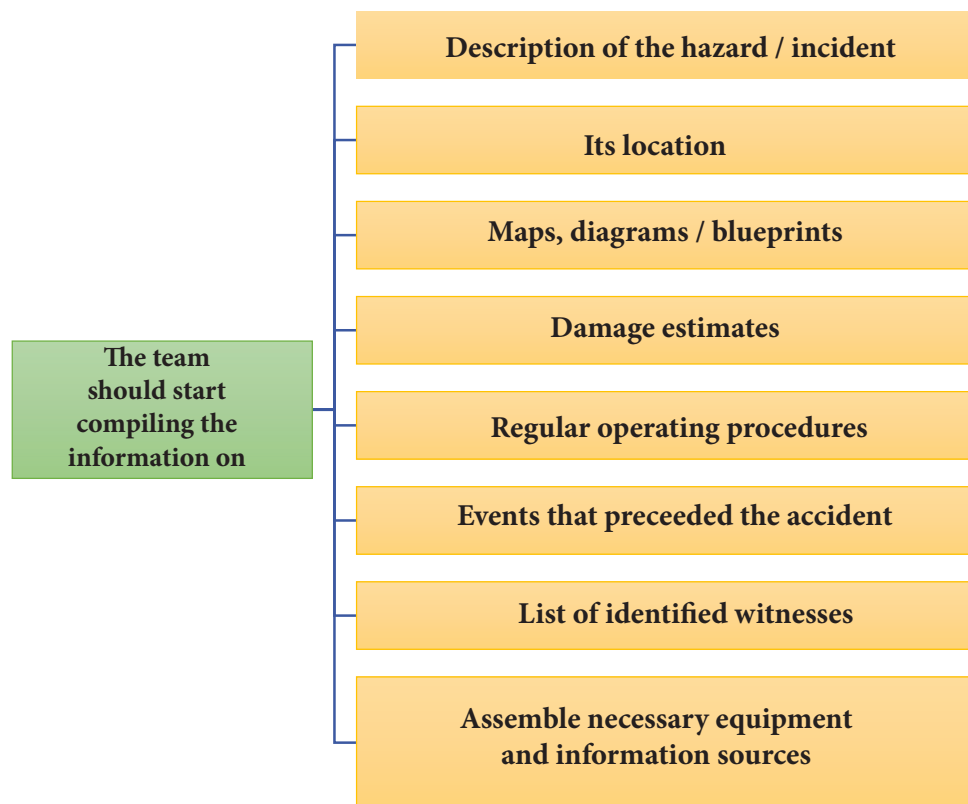 The team
should start
compiling the
information on
Description of the hazard / incident
Its location
Maps, diagrams / blueprints
Damage estimates
Regular operating procedures
Events that preceeded the accident
List of identified witnesses
Assemble necessary equipment
and information sources